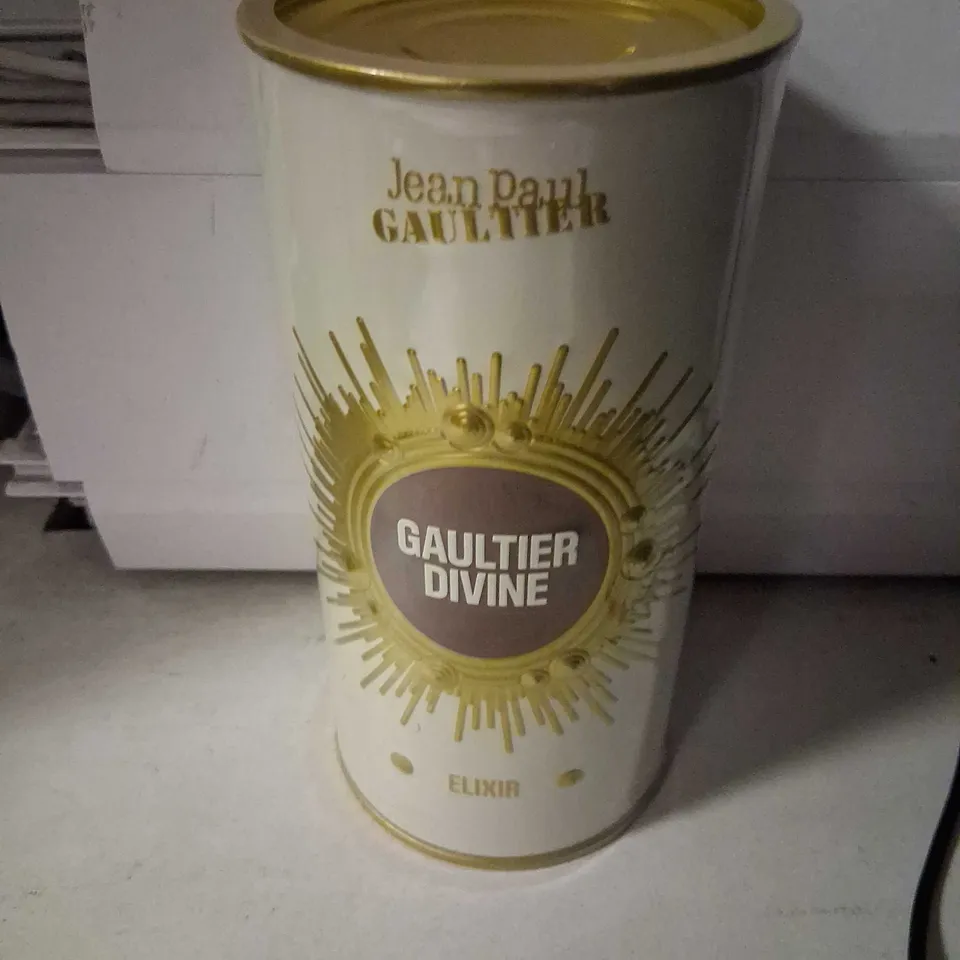 Jean Paul
GAULTIER
GAULTIER
DIVINE
ELIXIR